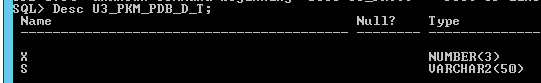 SQL> Desc U3_PKM_PDB_D_T;
Name Null? Type
X NUMBER(3)
S VARCHAR2(50)